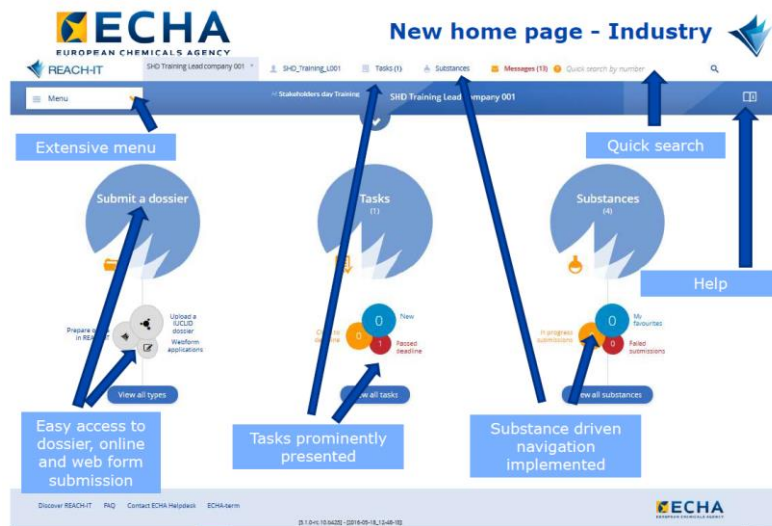 ECHA
EUROPEAN CHEMICALS AGENCY
New home page - Industry
REACH-IT
SHD Training Lead company 001
SHD_Training_L001
Tasks (1)
Substances
Messages (13)
Quick search by number
Menu
Stakeholders day Training
SHD Training Lead Company 001
Extensive menu
Quick search
Submit a dossier
Tasks
(1)
Substances
(4)
Help
Upload a
IUCLID
dossier
Prepare
in REACH-IT
Webform
applications
0
New
0
1
Passed
deadline
0
My
favourites
In progress
submissions
0
Failed
submissions
View all types
all tasks
all substances
Easy access to
dossier, online
and web form
submission
Tasks prominently
presented
Substance driven
navigation
implemented
Discover REACH-IT
FAQ
Contact ECHA Helpdesk
ECHA-term
ECHA